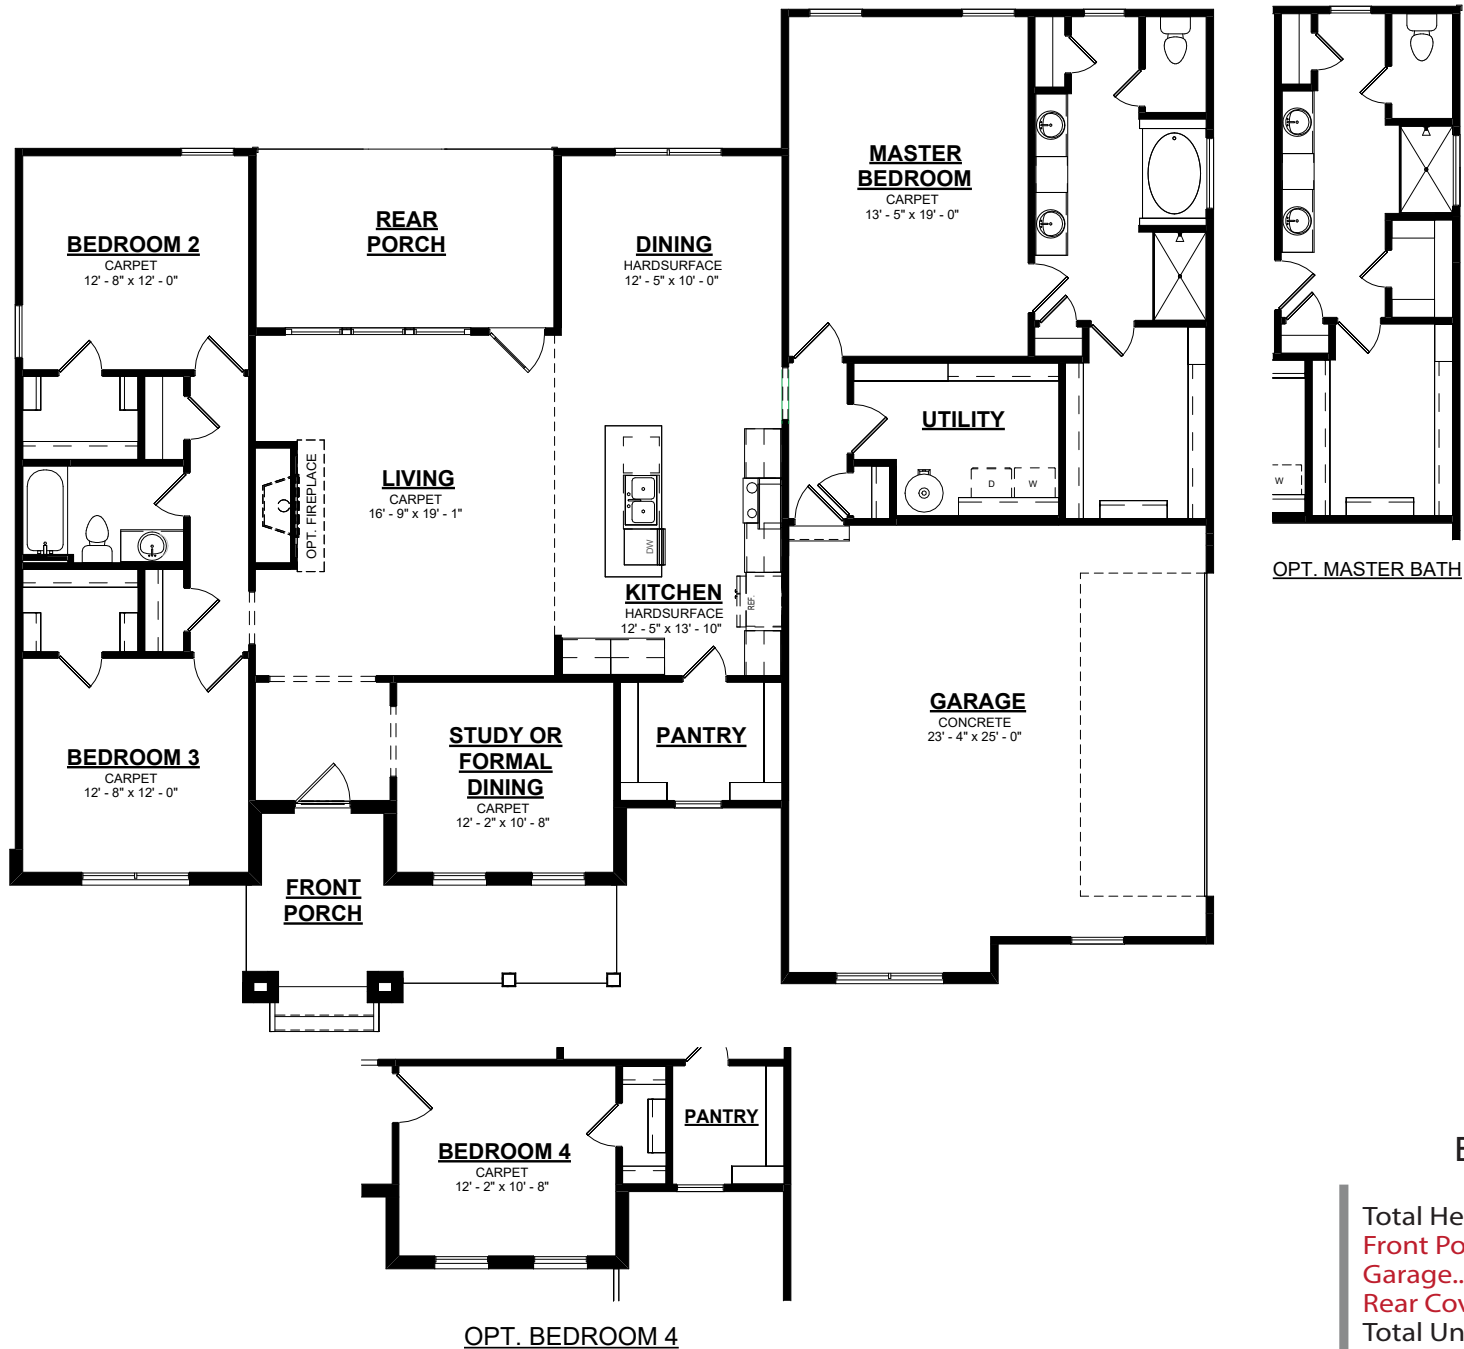 MASTER
BEDROOM
CARPET
13' - 5" x 19' - 0"
REAR
PORCH
BEDROOM 2
CARPET
12' - 8" x 12' - 0"
DINING
HARDSURFACE
12' - 5" x 10' - 0"
UTILITY
D
W
LIVING
CARPET
16' - 9" x 19' - 1"
OPT. FIREPLACE
DW
KITCHEN
HARDSURFACE
12' - 5" x 13' - 10"
REF.
W
OPT. MASTER BATH
BEDROOM 3
CARPET
12' - 8" x 12' - 0"
STUDY OR
FORMAL
DINING
CARPET
12' - 2" x 10' - 8"
PANTRY
GARAGE
CONCRETE
23' - 4" x 25' - 0"
FRONT
PORCH
BEDROOM 4
CARPET
12' - 2" x 10' - 8"
PANTRY
OPT. BEDROOM 4
Total He
Front Po
Garage..
Rear Cov
Total Un